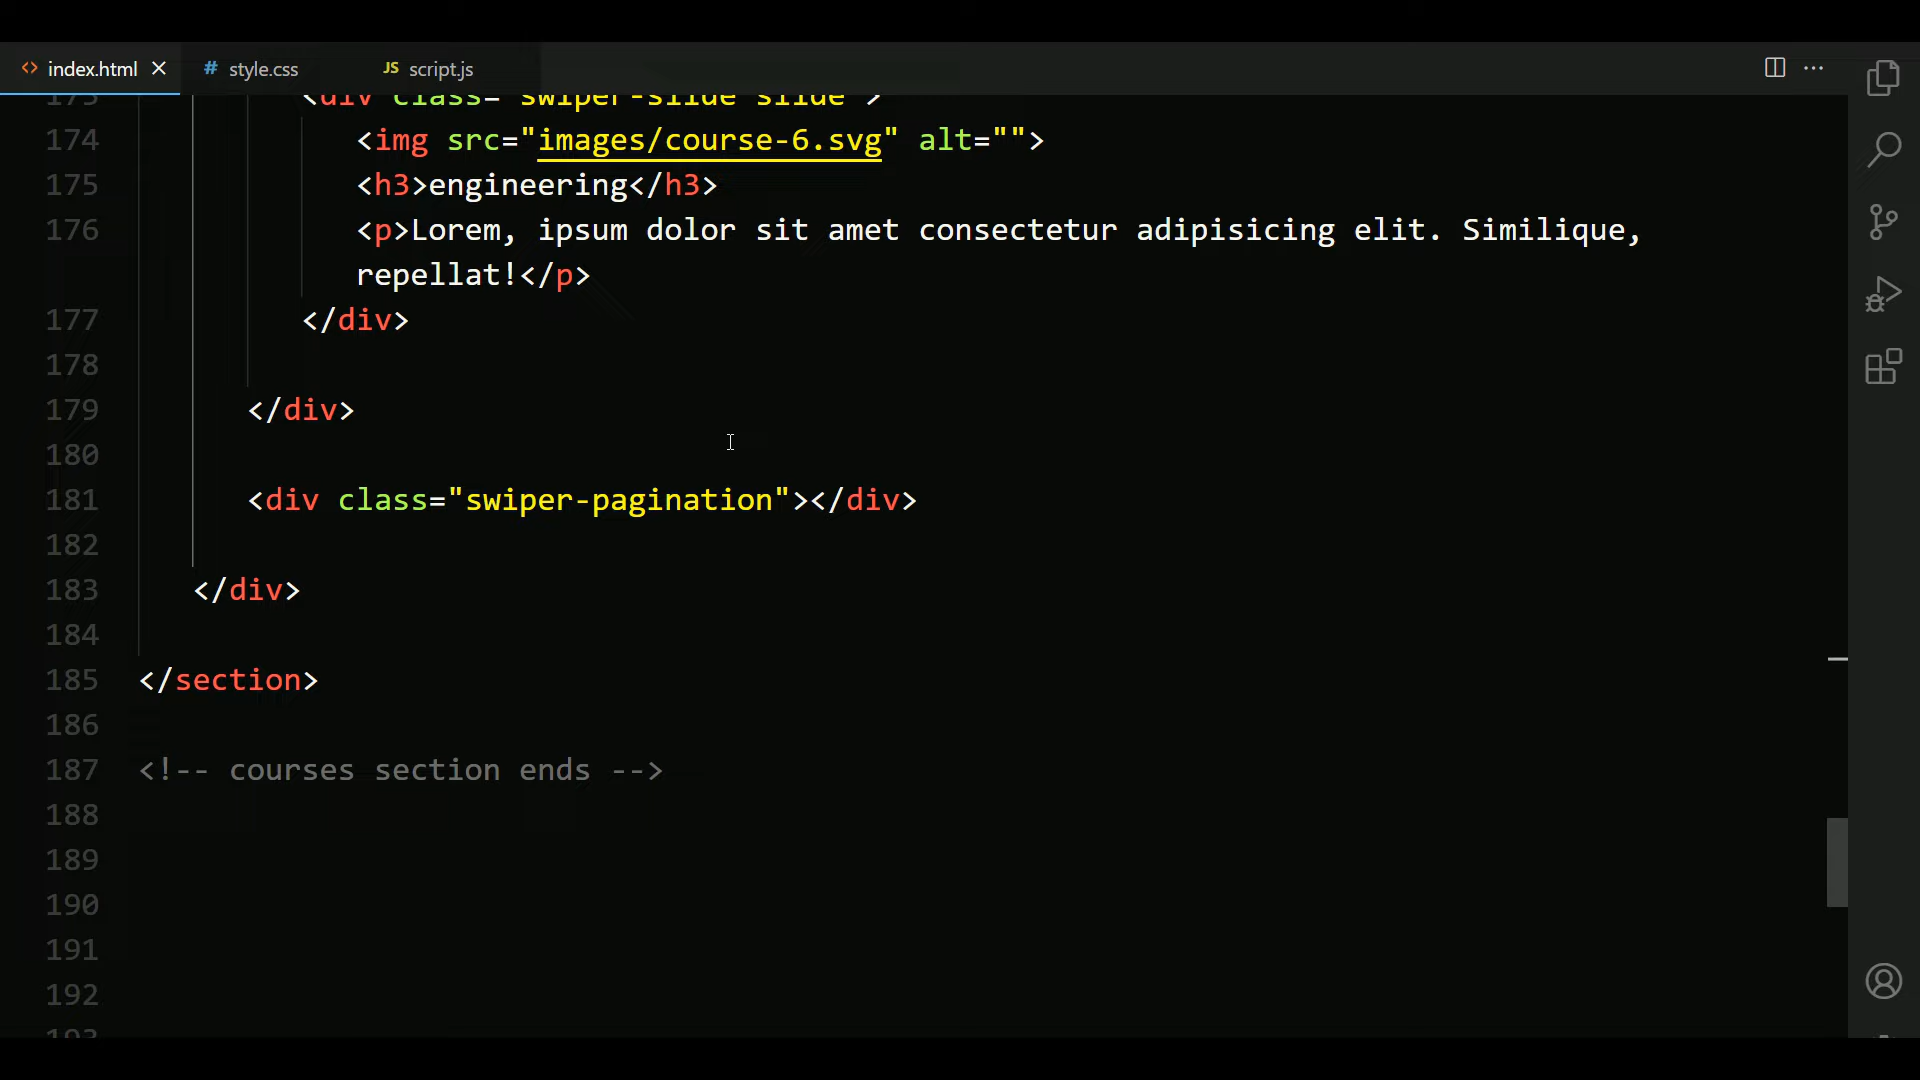 index.html
style.css
JS script.js
173 <div class="swiper-slide slide">
174 <img src="images/course-6.svg" alt="">
175 <h3>engineering</h3>
176 <p>Lorem, ipsum dolor sit amet consectetur adipisicing elit. Similique,
repellat!</p>
177 </div>
178
179 </div>
180
181 <div class="swiper-pagination"></div>
182
183 </div>
184
185 </section>
186
187 <!-- courses section ends -->
188
189
190
191
192
193